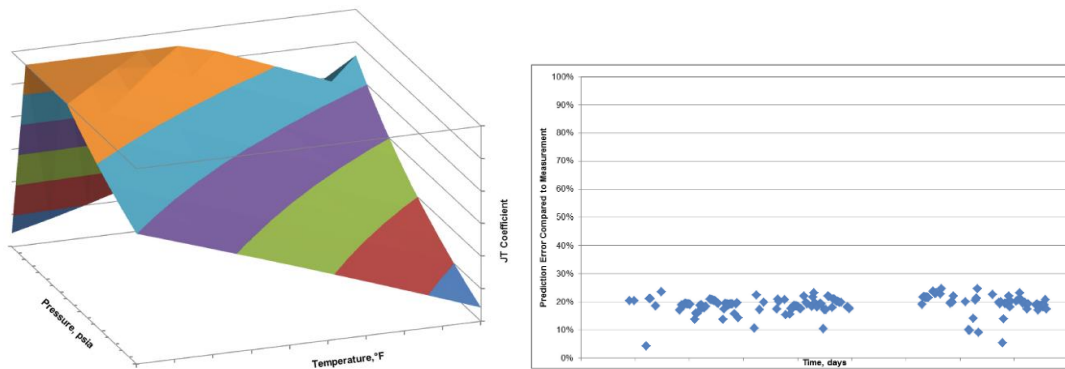 JT Coefficient
Pressure, psia
Temperature,°F
Prediction Error Compared to Measurement
100%
90%
80%
70%
60%
50%
40%
30%
20%
10%
0%
Time, days